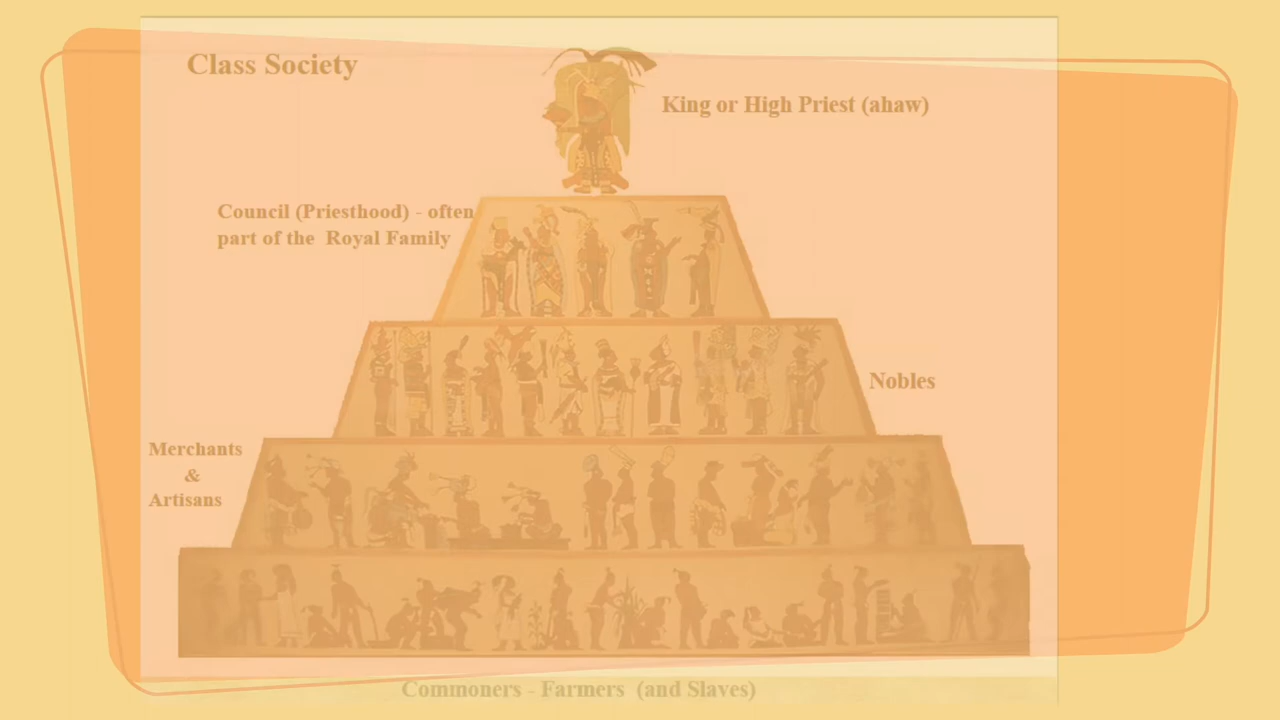 Class Society
King or High Priest (ahaw)
Council (Priesthood) - often
part of the Royal Family
Nobles
Merchants
&
Artisans
Commoners - Farmers (and Slaves)